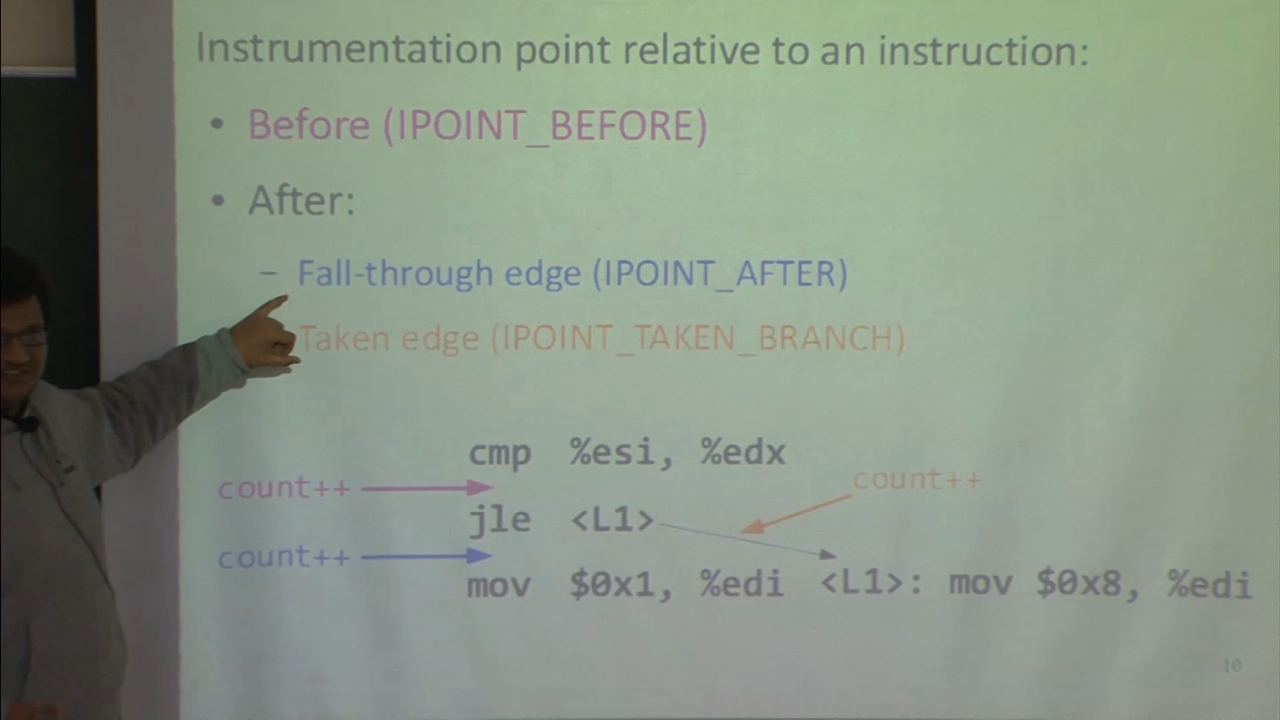 Instrumentation point relative to an instruction:
• Before (IPOINT_BEFORE)
• After:
– Fall-through edge (IPOINT_AFTER)
Taken edge (IPOINT_TAKEN_BRANCH)
cmp %esi, %edx
count++
count++
jle <L1>
count++
mov $0x1, %edi <L1>: mov $0x8, %edi
10